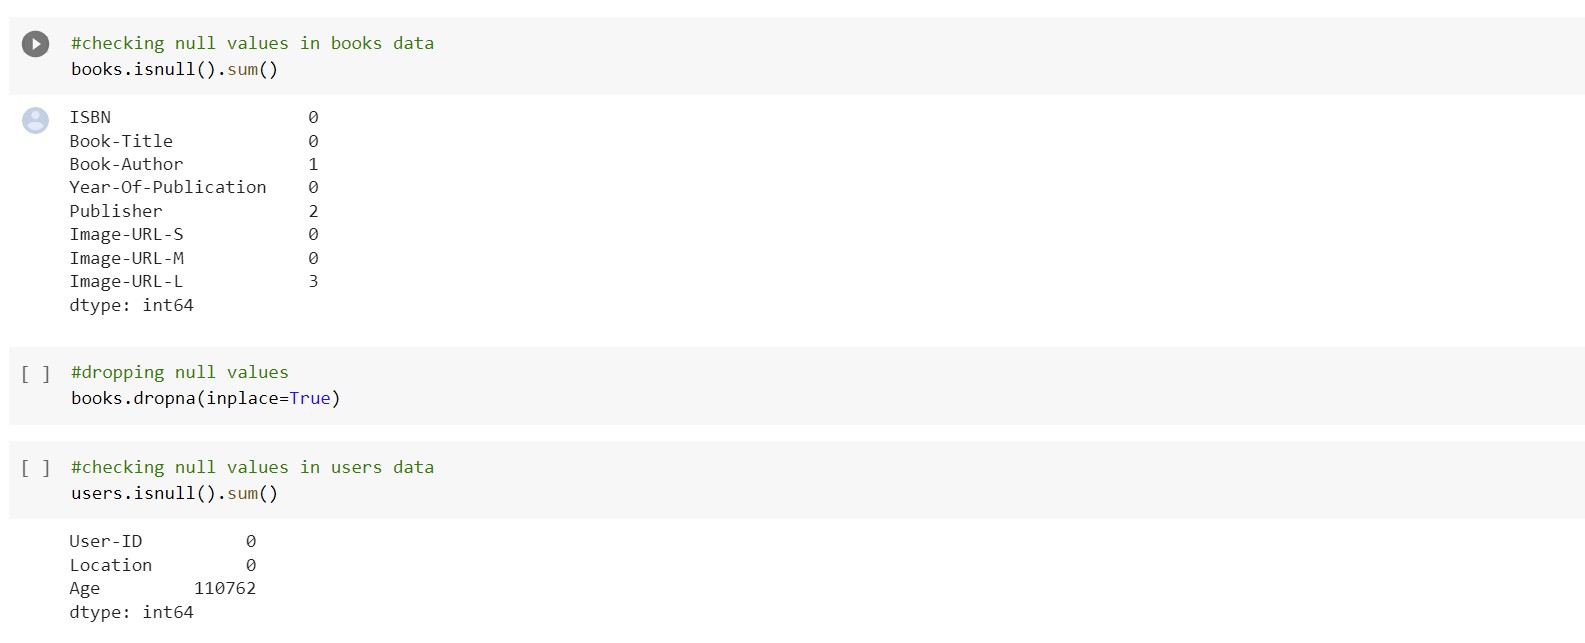 #checking null values in books data
books.isnull().sum()
ISBN 0
Book-Title 0
Book-Author 1
Year-Of-Publication 0
Publisher 2
Image-URL-S 0
Image-URL-M 0
Image-URL-L 3
dtype: int64
[ ] #dropping null values
books.dropna(inplace=True)
[ ] #checking null values in users data
users.isnull().sum()
User-ID 0
Location 0
Age 110762
dtype: int64